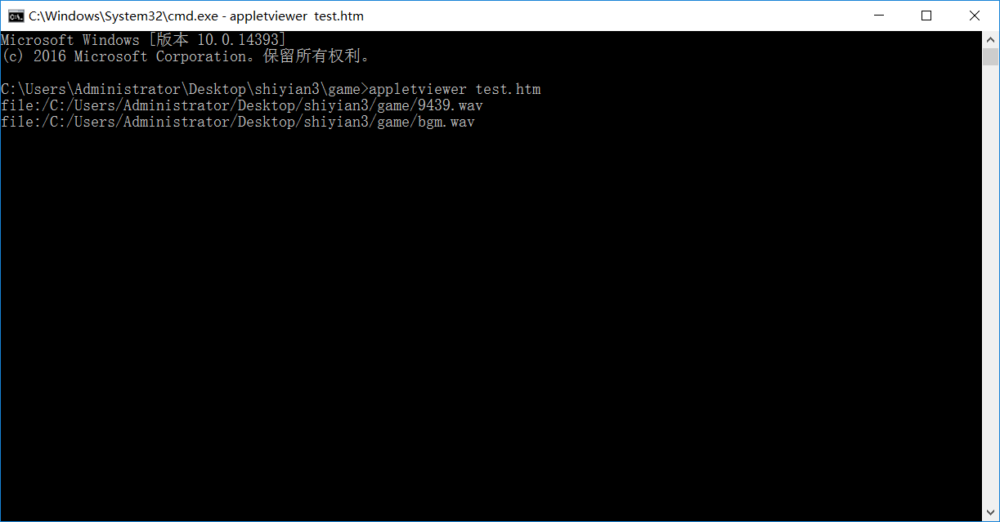 C:\Windows\System32\cmd.exe - appletviewer  test.htm
Microsoft Windows [版本 10.0.14393]
(c) 2016 Microsoft Corporation。保留所有权利。
C:\Users\Administrator\Desktop\shiyian3\game>appletviewer test.htm
file:/C:/Users/Administrator/Desktop/shiyian3/game/9439.wav
file:/C:/Users/Administrator/Desktop/shiyian3/game/bgm.wav